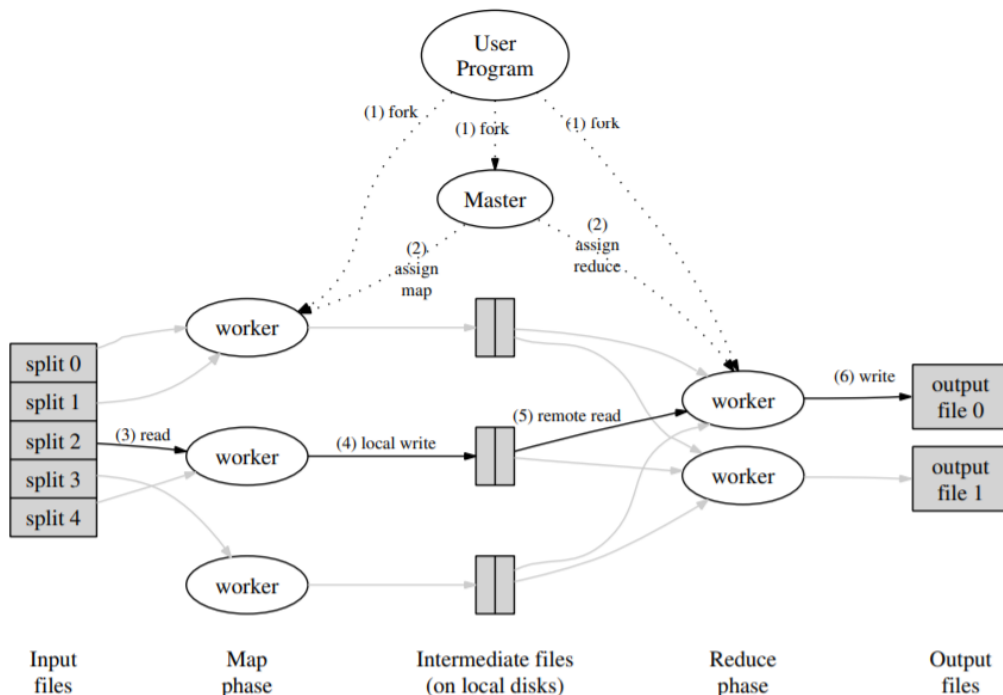 User
Program
(1) fork
(1) fork
(1) fork
Master
(2)
assign
map
(2)
assign
reduce
worker
split 0
split 1
split 2
split 3
split 4
(3) read
worker
(4) local write
(5) remote read
worker
(6) write
output
file 0
worker
output
file 1
worker
Input
files
Map
phase
Intermediate files
(on local disks)
Reduce
phase
Output
files